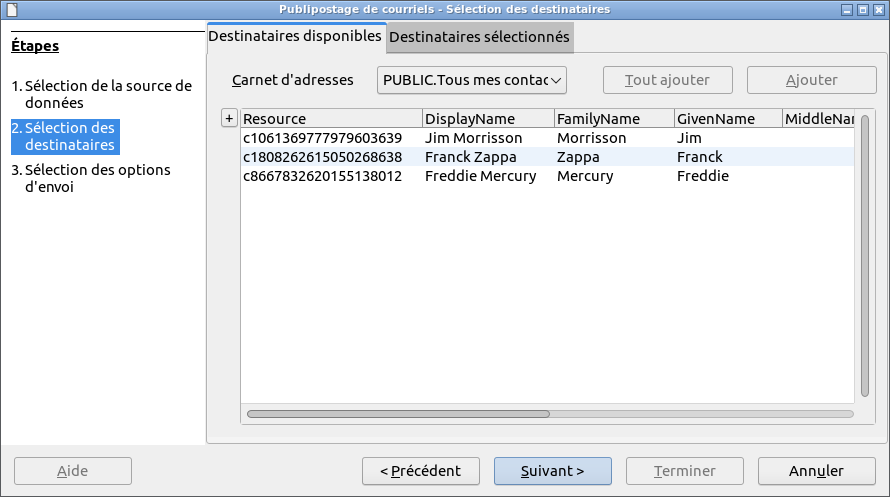 Publipostage de courriels - Sélection des destinataires
Étapes
1. Sélection de la source de
données
2. Sélection des
destinataires
3. Sélection des options
d'envoi
Destinataires disponibles Destinataires sélectionnés
Carnet d'adresses PUBLIC.Tous mes contac Tout ajouter Ajouter
+ Resource DisplayName FamilyName GivenName MiddleNar
c1061369777979603639 Jim Morrisson Morrisson Jim
c1808262615050268638 Franck Zappa Zappa Franck
c8667832620155138012 Freddie Mercury Mercury Freddie
Aide < Précédent Suivant > Terminer Annuler